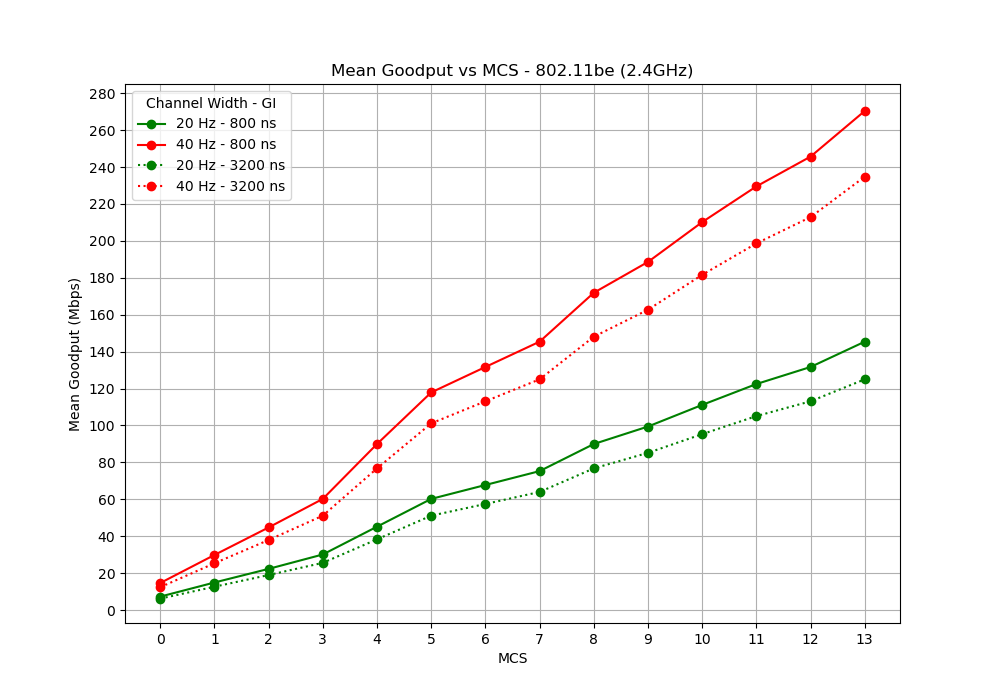 Mean Goodput vs MCS - 802.11be (2.4GHz)
Channel Width - GI
20 Hz - 800 ns
40 Hz - 800 ns
20 Hz - 3200 ns
40 Hz - 3200 ns
Mean Goodput (Mbps)
280
260
240
220
200
180
160
140
120
100
80
60
40
20
0
0 1 2 3 4 5 6 7 8 9 10 11 12 13
MCS